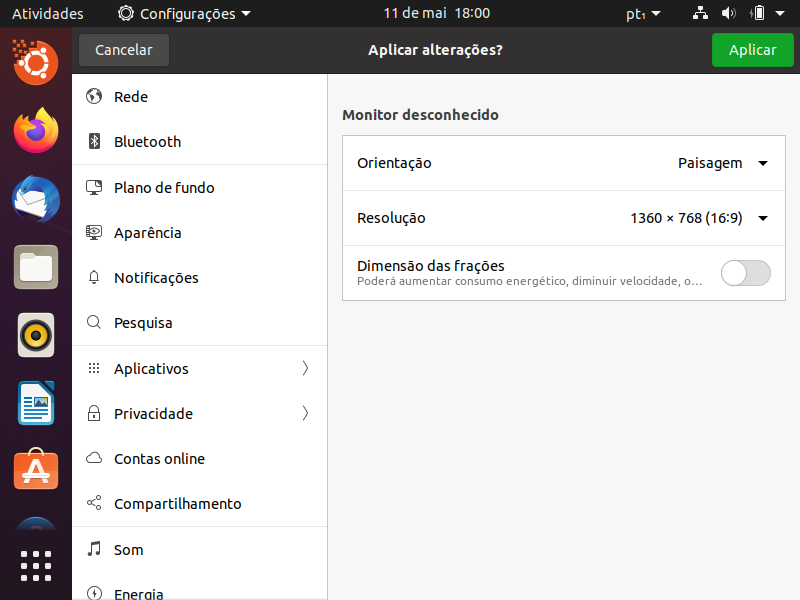 Atividades
Configurações
11 de mai 18:00
pt₁
Cancelar
Aplicar alterações?
Aplicar
Rede
Bluetooth
Plano de fundo
Aparência
Notificações
Pesquisa
Aplicativos
Privacidade
Contas online
Compartilhamento
Som
Energia
Monitor desconhecido
Orientação
Paisagem
Resolução
1360 × 768 (16:9)
Dimensão das frações
Poderá aumentar consumo energético, diminuir velocidade, o…